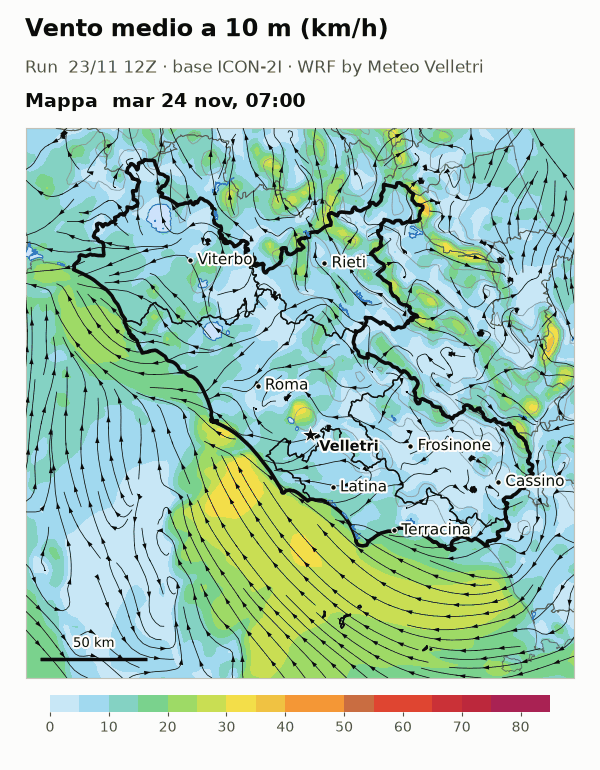 Vento medio a 10 m (km/h)
Run 23/11 12Z · base ICON-2I · WRF by Meteo Velletri
Mappa mar 24 nov, 07:00
Viterbo
Rieti
Roma
Velletri
Frosinone
Cassino
Latina
Terracina
50 km
0 10 20 30 40 50 60 70 80